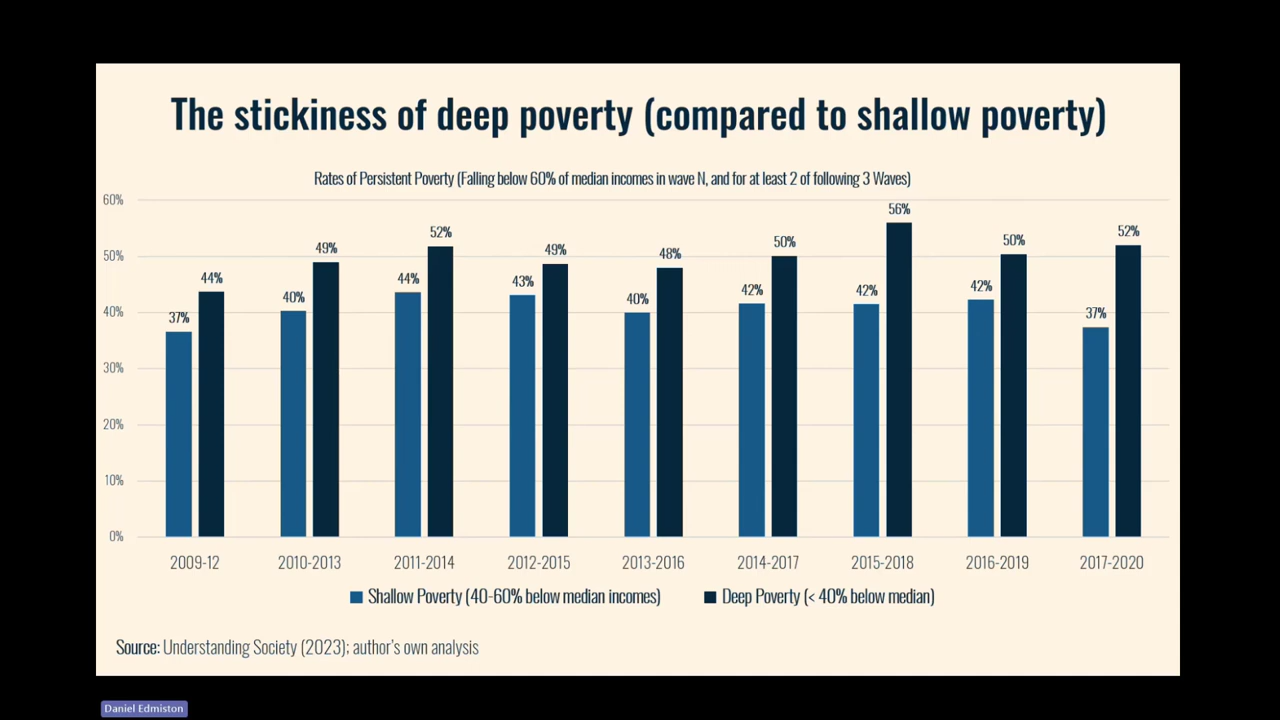 The stickiness of deep poverty (compared to shallow poverty)
Rates of Persistent Poverty (Falling below 60% of median incomes in wave N, and for at least 2 of following 3 Waves)
60%
50%
40%
30%
20%
10%
0%
37% 44% 40% 49% 44% 52% 43% 49% 40% 48% 42% 50% 42% 56% 42% 50% 37% 52%
2009-12 2010-2013 2011-2014 2012-2015 2013-2016 2014-2017 2015-2018 2016-2019 2017-2020
Shallow Poverty (40-60% below median incomes) Deep Poverty (< 40% below median)
Source: Understanding Society (2023); author's own analysis
Daniel Edmiston